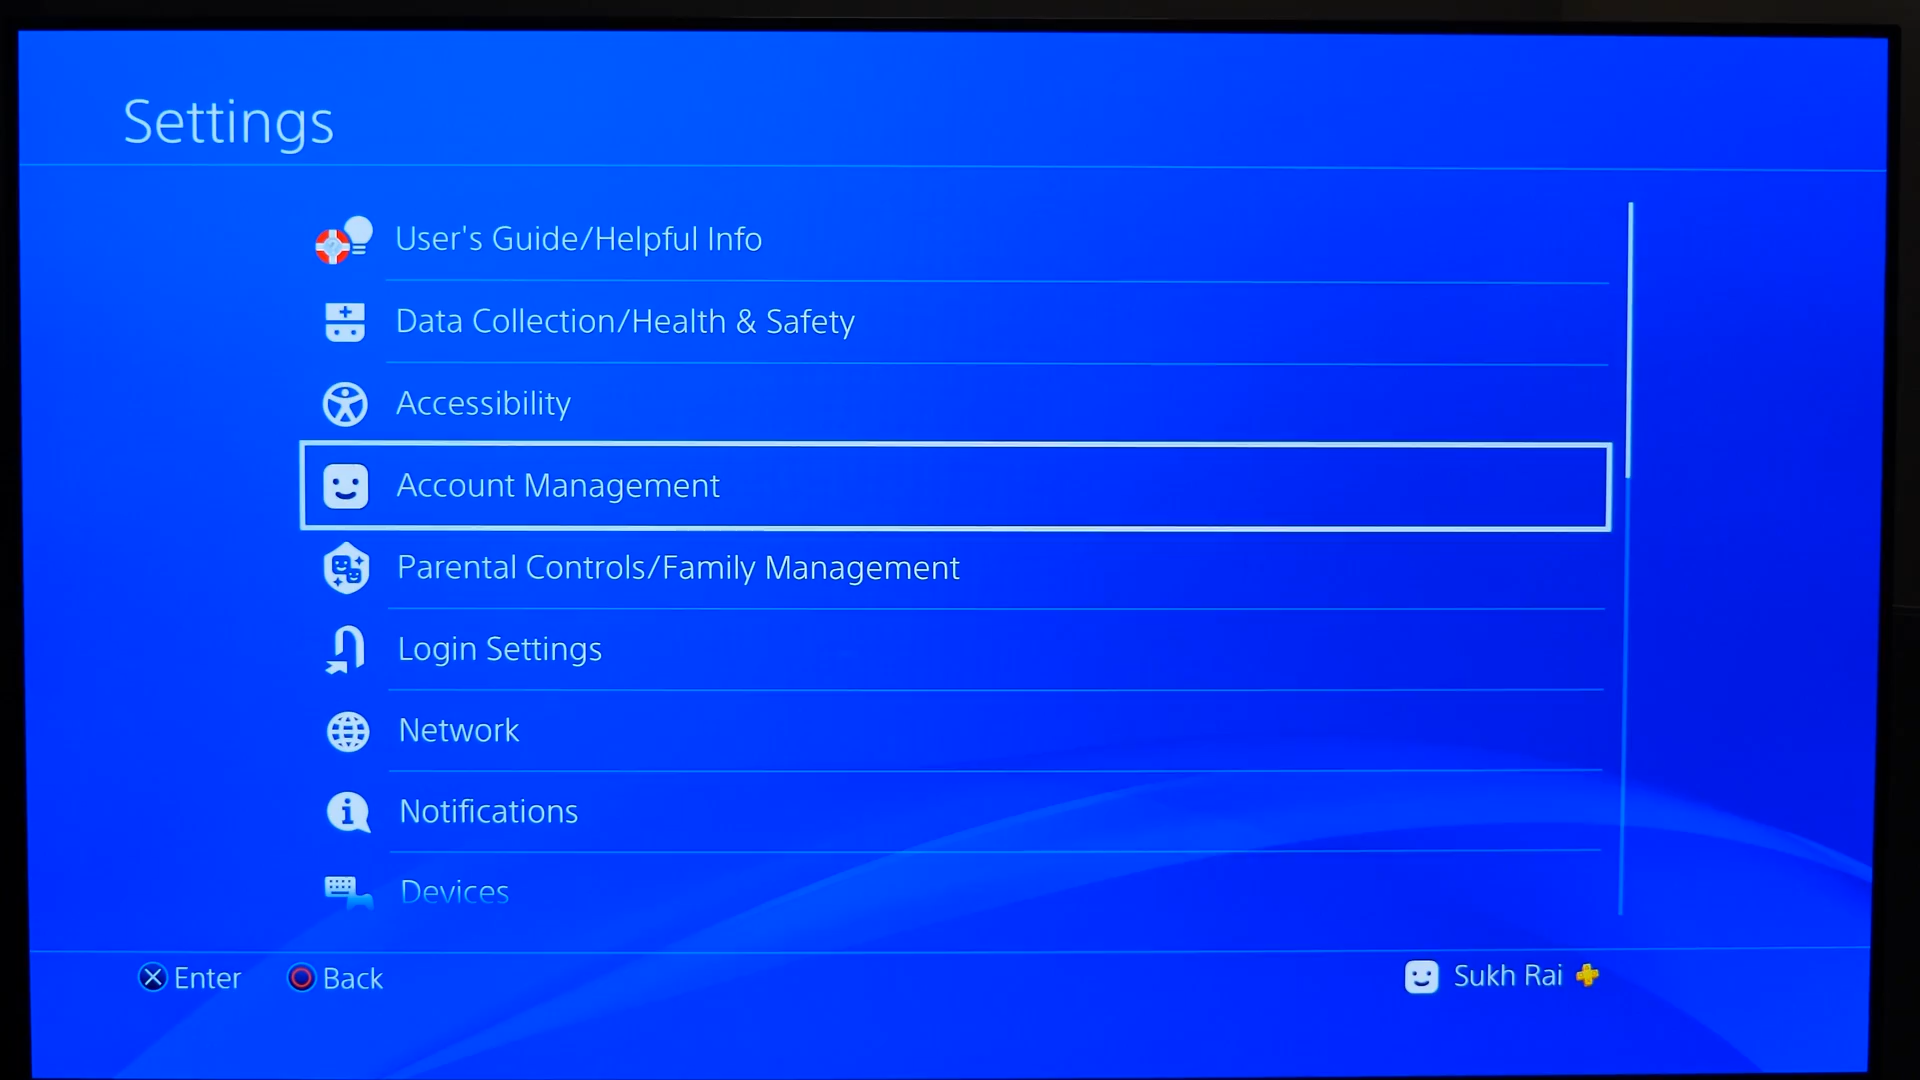 Settings
User's Guide/Helpful Info
Data Collection/Health & Safety
Accessibility
Account Management
Parental Controls/Family Management
Login Settings
Network
Notifications
Devices
Enter Back
Sukh Rai